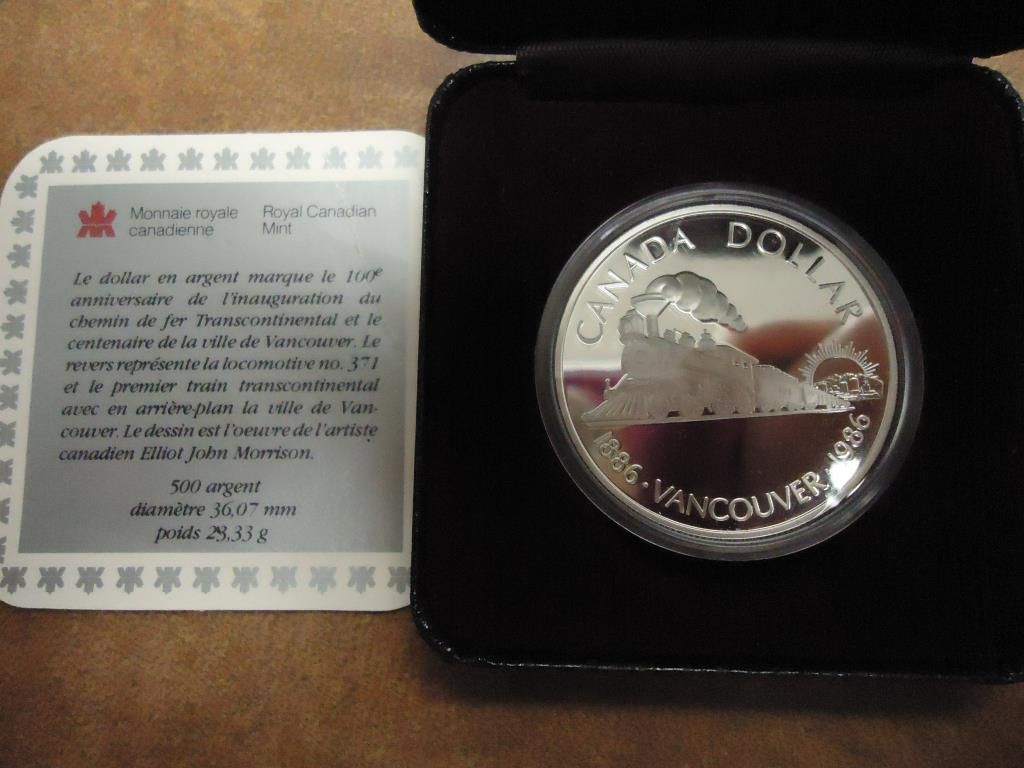 Monnaie royale canadienne
Royal Canadian Mint
Le dollar en argent marque le 100e
anniversaire de l'inauguration du
chemin de fer Transcontinental et le
centenaire de la ville de Vancouver. Le
revers représente la locomotive no. 371
et le premier train transcontinental
avec en arrière-plan la ville de Van-
couver. Le dessin est l'oeuvre de l'artiste
canadien Elliot John Morrison.
500 argent
diamètre 36,07 mm
poids 23,33 g
CANADA DOLLAR
1886 · VANCOUVER · 1986